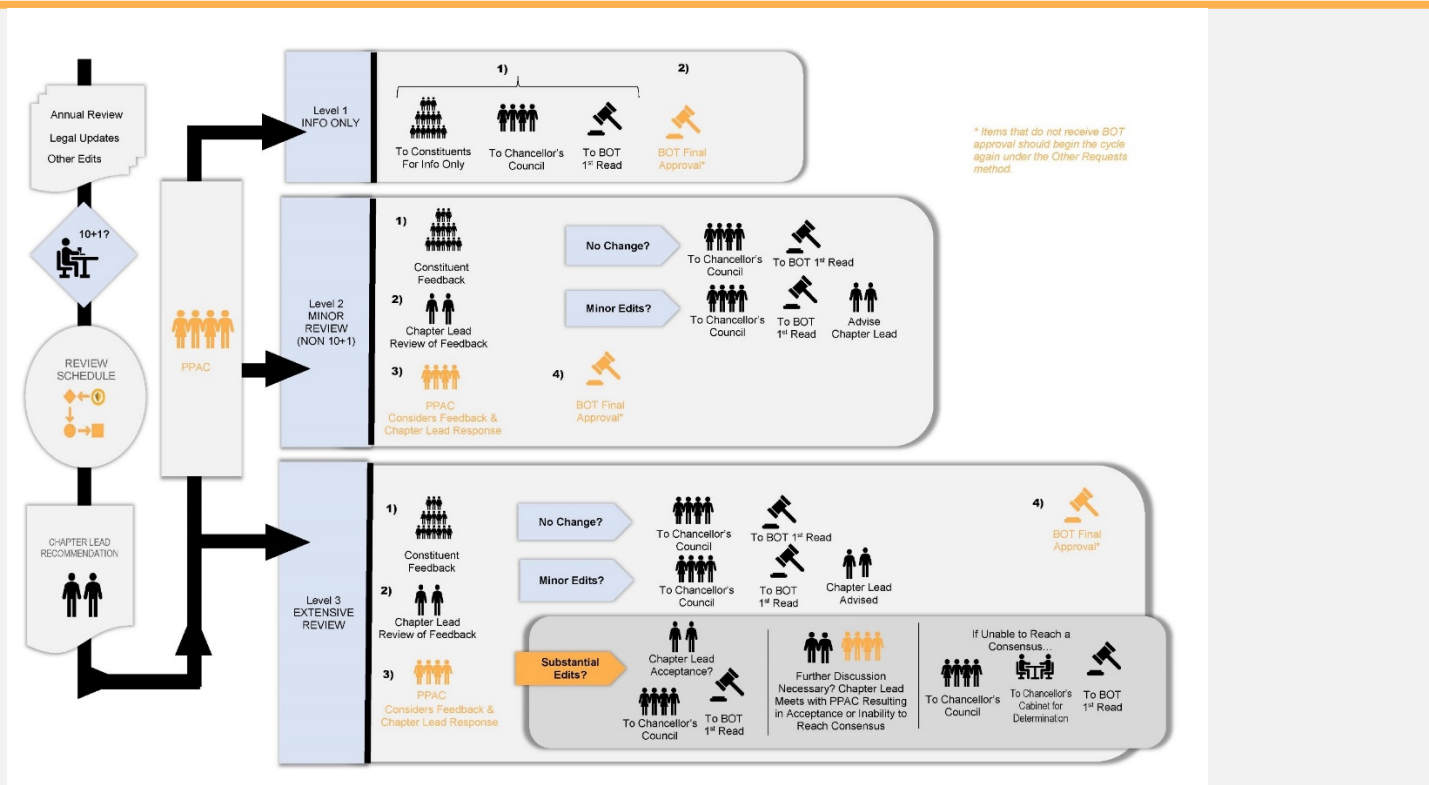 Annual Review
Legal Updates
Other Edits
10+1?
REVIEW
SCHEDULE
CHAPTER LEAD
RECOMMENDATION
PPAC
Level 1
INFO ONLY
1)
To Constituents
For Info Only
To Chancellor's
Council
To BOT
1st Read
2)
BOT Final
Approval*
* Items that do not receive BOT
approval should begin the cycle
again under the Other Requests
method.
Level 2
MINOR
REVIEW
(NON 10+1)
1)
Constituent
Feedback
2)
Chapter Lead
Review of Feedback
3)
PPAC
Considers Feedback &
Chapter Lead Response
No Change?
To Chancellor's
Council
To BOT 1st Read
Minor Edits?
To Chancellor's
Council
To BOT
1st Read
Advise
Chapter Lead
4)
BOT Final
Approval*
Level 3
EXTENSIVE
REVIEW
1)
Constituent
Feedback
2)
Chapter Lead
Review of Feedback
3)
PPAC
Considers Feedback &
Chapter Lead Response
No Change?
To Chancellor's
Council
To BOT 1st Read
4)
BOT Final
Approval*
Minor Edits?
To Chancellor's
Council
To BOT
1st Read
Chapter Lead
Advised
Substantial
Edits?
Chapter Lead
Acceptance?
To Chancellor's
Council
To BOT
1st Read
Further Discussion
Necessary? Chapter Lead
Meets with PPAC Resulting
in Acceptance or Inability to
Reach Consensus
If Unable to Reach a
Consensus...
To Chancellor's
Council
To Chancellor's
Cabinet for
Determination
To BOT
1st Read